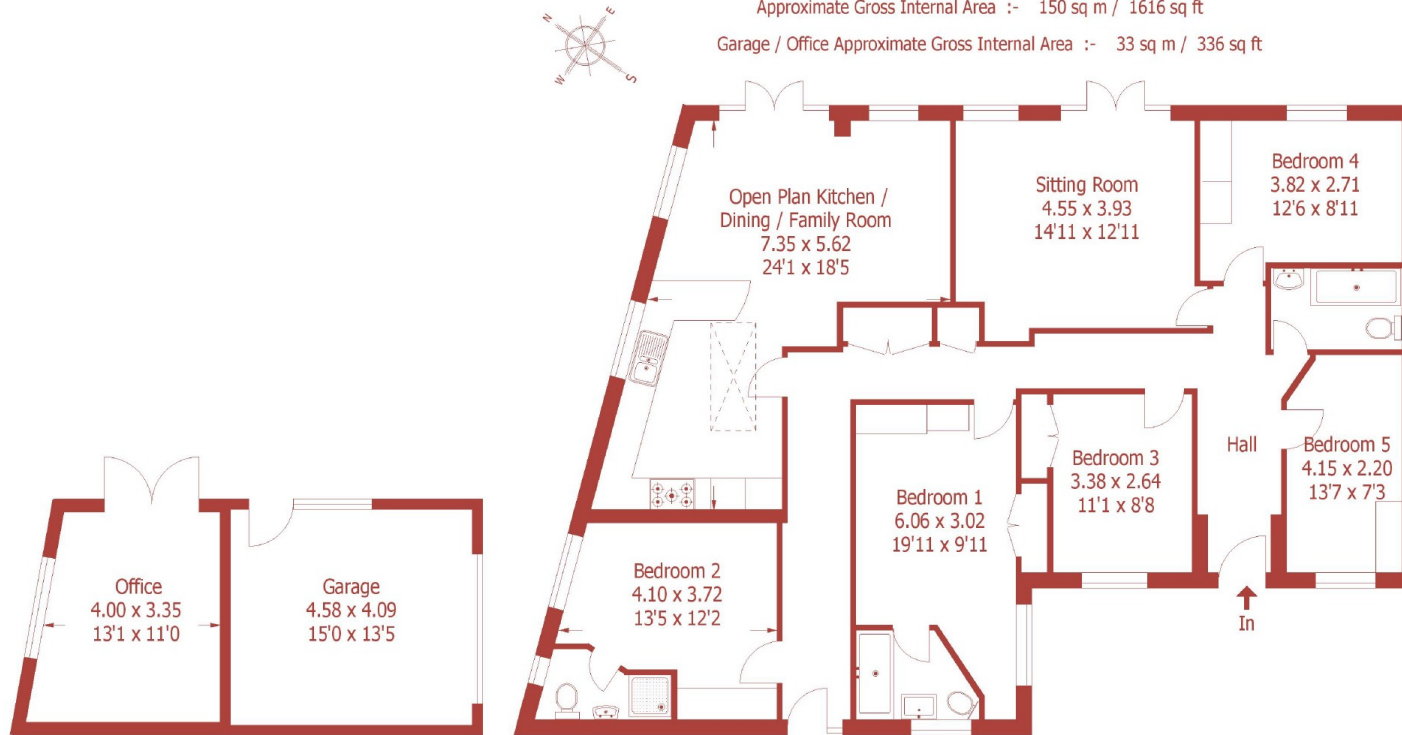 Approximate Gross Internal Area :- 150 sq m / 1616 sq ft
Garage / Office Approximate Gross Internal Area :- 33 sq m / 336 sq ft
N
E
W
S
Open Plan Kitchen /
Dining / Family Room
7.35 x 5.62
24'1 x 18'5
Sitting Room
4.55 x 3.93
14'11 x 12'11
Bedroom 4
3.82 x 2.71
12'6 x 8'11
Hall
Bedroom 5
4.15 x 2.20
13'7 x 7'3
Bedroom 3
3.38 x 2.64
11'1 x 8'8
Bedroom 1
6.06 x 3.02
19'11 x 9'11
Bedroom 2
4.10 x 3.72
13'5 x 12'2
Office
4.00 x 3.35
13'1 x 11'0
Garage
4.58 x 4.09
15'0 x 13'5
In